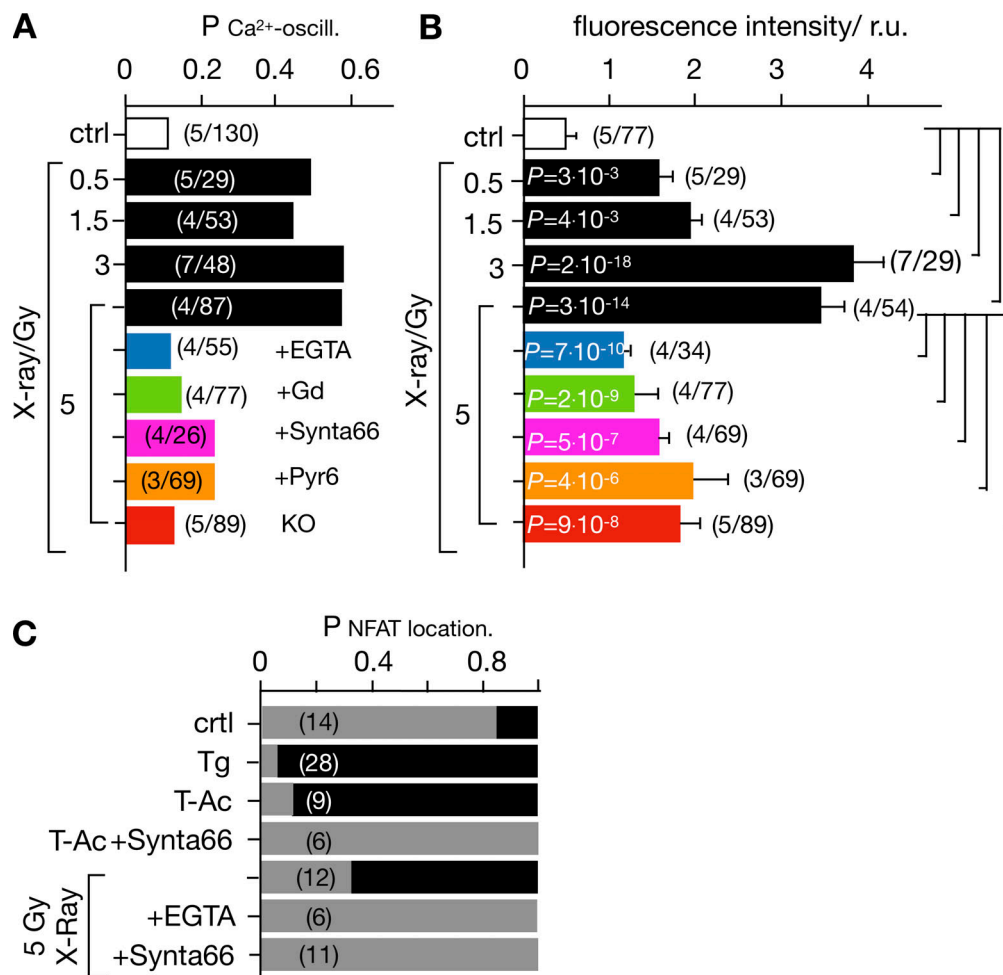 A
P Ca²⁺-oscill.
0 0.2 0.4 0.6
ctrl (5/130)
0.5 (5/29)
1.5 (4/53)
3 (7/48)
(4/87)
(4/55) +EGTA
(4/77) +Gd
(4/26) +Synta66
(3/69) +Pyr6
(5/89) KO
5
X-ray/Gy
B
fluorescence intensity/ r.u.
0 1 2 3 4
ctrl (5/77)
0.5 P=3·10⁻³ (5/29)
1.5 P=4·10⁻³ (4/53)
3 P=2·10⁻¹⁸ (7/29)
P=3·10⁻¹⁴ (4/54)
P=7·10⁻¹⁰ (4/34)
P=2·10⁻⁹ (4/77)
P=5·10⁻⁷ (4/69)
P=4·10⁻⁶ (3/69)
P=9·10⁻⁸ (5/89)
5
X-ray/Gy
C
P NFAT location.
0 0.4 0.8
crtl (14)
Tg (28)
T-Ac (9)
T-Ac+Synta66 (6)
(12)
+EGTA (6)
+Synta66 (11)
5 Gy
X-Ray